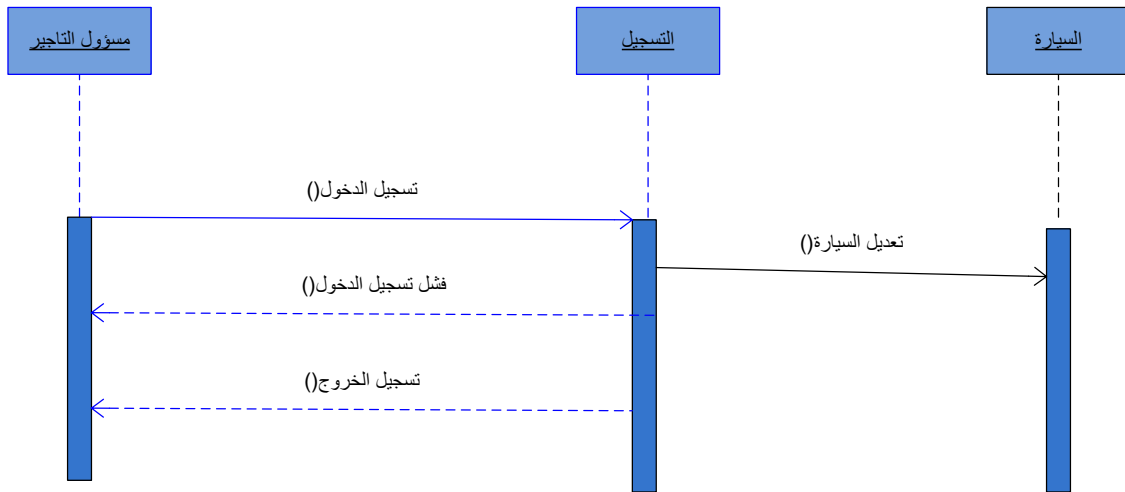 مسؤول التاجير
التسجيل
السيارة
تسجيل الدخول()
تعديل السيارة()
فشل تسجيل الدخول()
تسجيل الخروج()